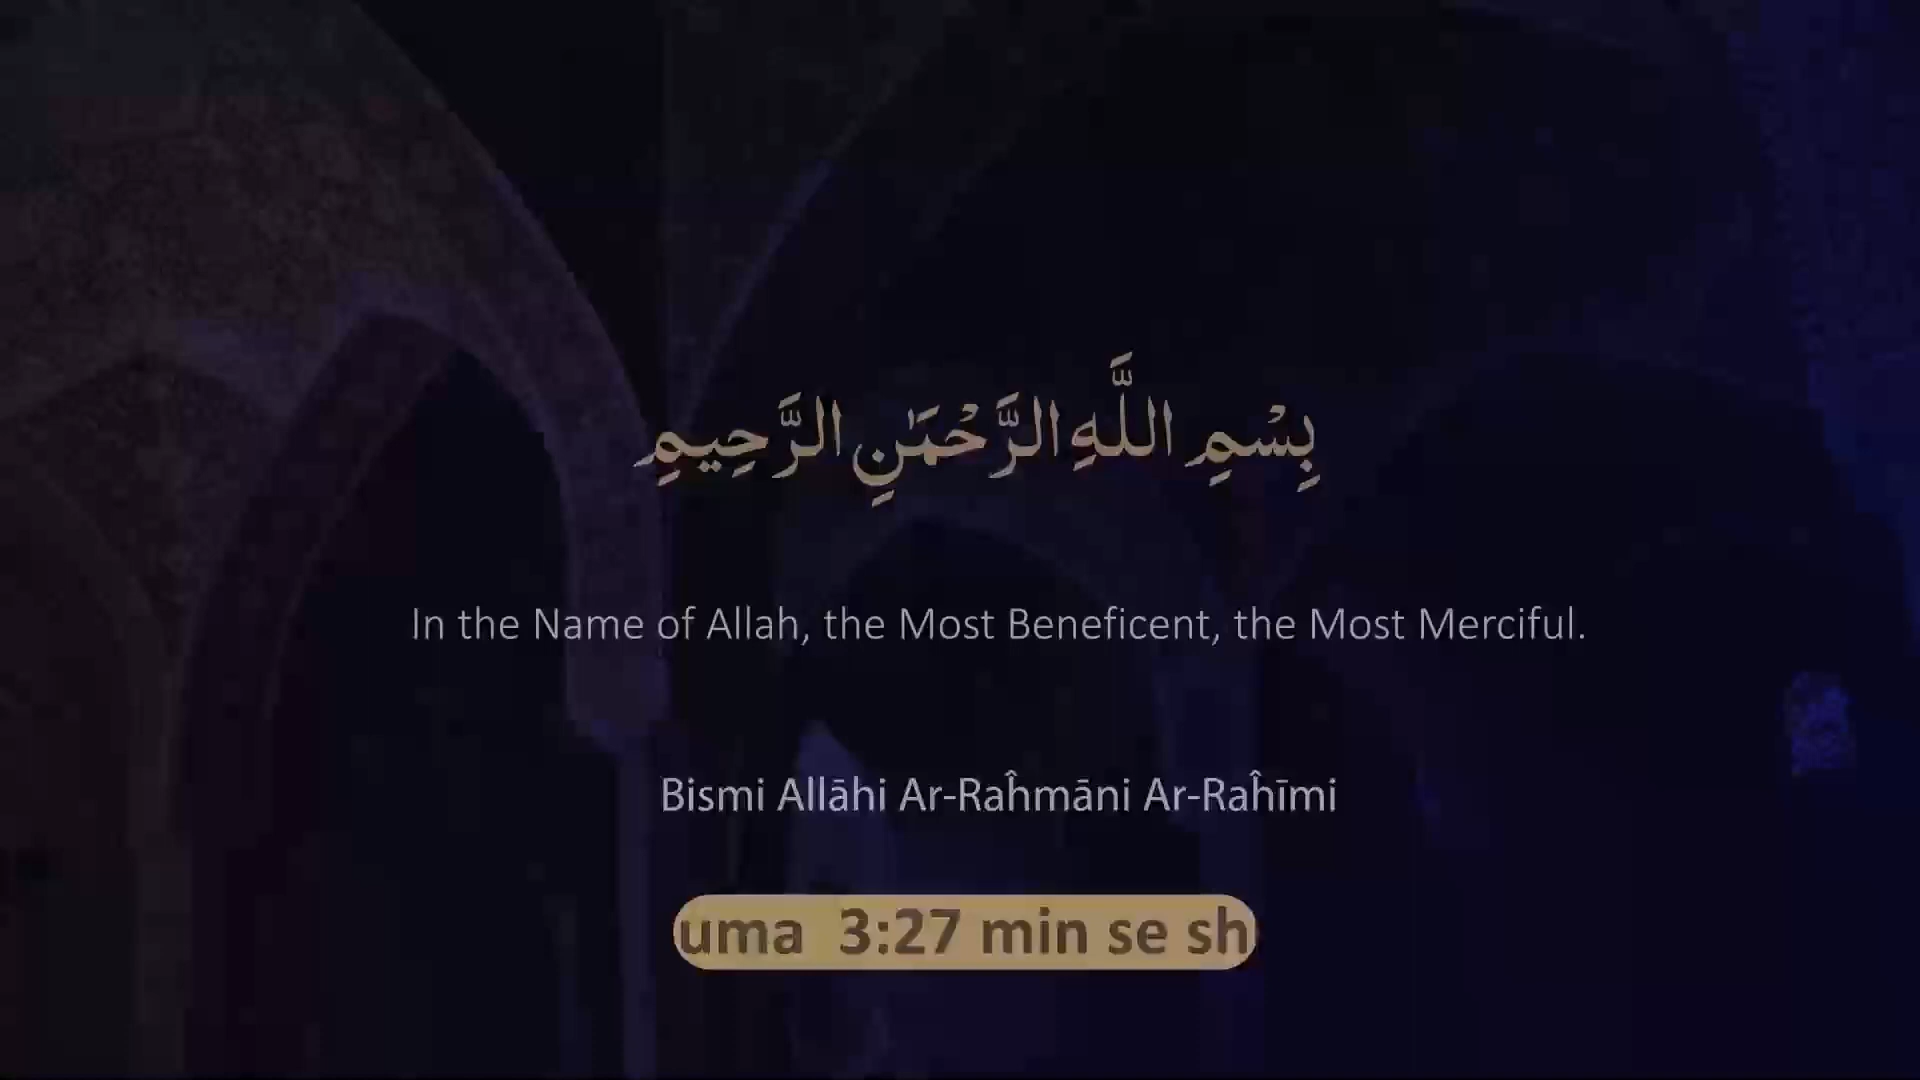 بِسْمِ اللَّهِ الرَّحْمَٰنِ الرَّحِيمِ
In the Name of Allah, the Most Beneficent, the Most Merciful.
Bismi Allāhi Ar-Raĥmāni Ar-Raĥīmi
uma 3:27 min se sh